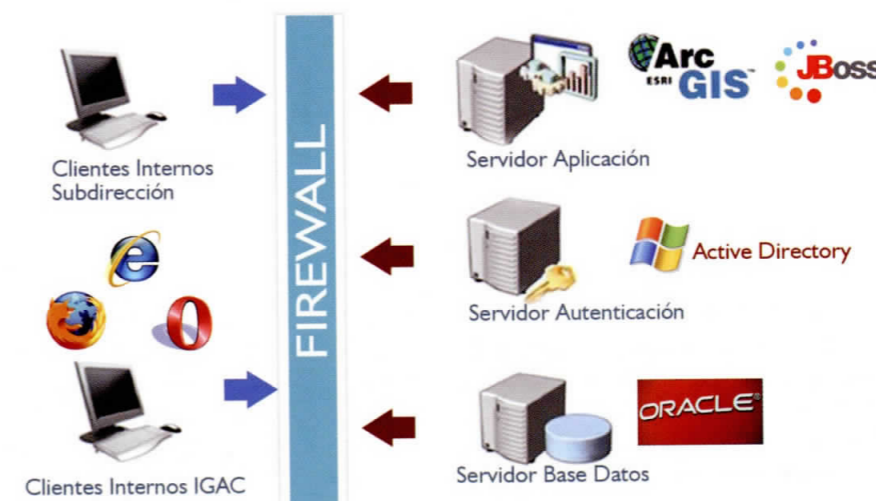 Clientes Internos
Subdirección
Clientes Internos IGAC
FIREWALL
Servidor Aplicación
Arc
ESRI GIS™
JBoss
Servidor Autenticación
Active Directory
Servidor Base Datos
ORACLE®